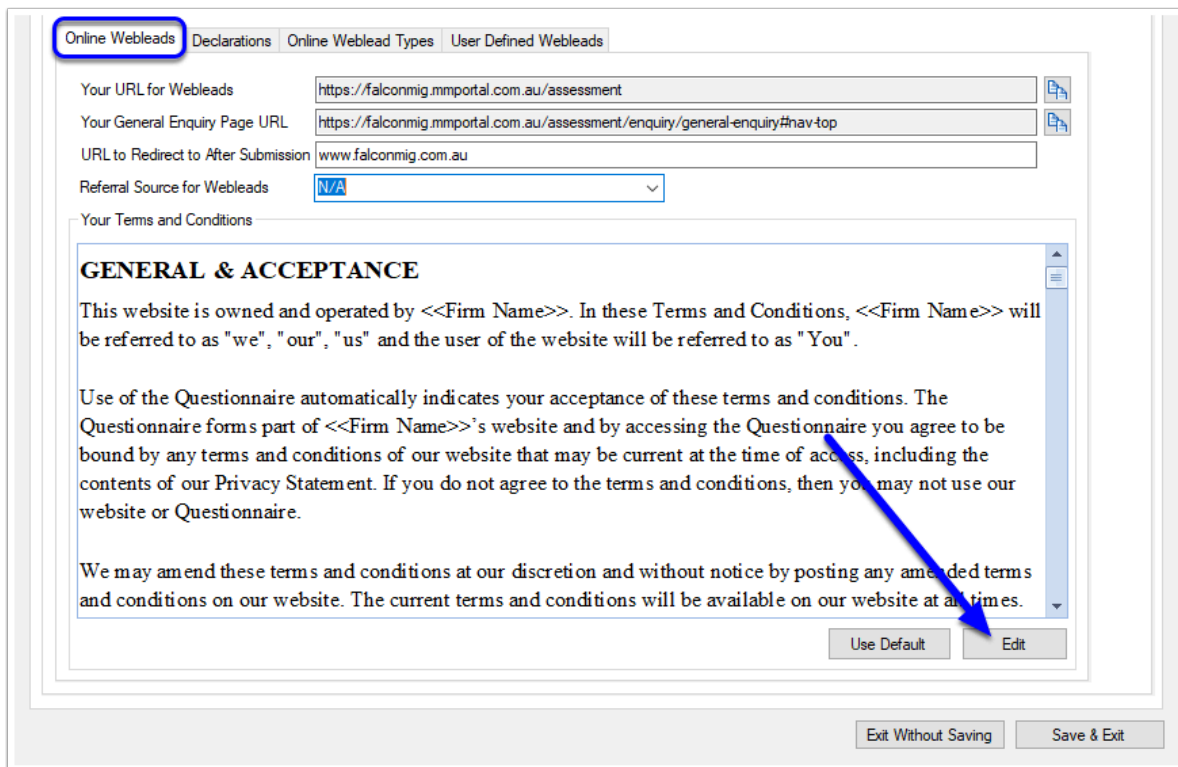 Online Webleads Declarations Online Weblead Types User Defined Webleads
Your URL for Webleads https://falconmig.mmportal.com.au/assessment
Your General Enquiry Page URL https://falconmig.mmportal.com.au/assessment/enquiry/general-enquiry#nav-top
URL to Redirect to After Submission www.falconmig.com.au
Referral Source for Webleads N/A
Your Terms and Conditions
GENERAL & ACCEPTANCE
This website is owned and operated by <<Firm Name>>. In these Terms and Conditions, <<Firm Name>> will
be referred to as "we", "our", "us" and the user of the website will be referred to as "You".
Use of the Questionnaire automatically indicates your acceptance of these terms and conditions. The
Questionnaire forms part of <<Firm Name>>'s website and by accessing the Questionnaire you agree to be
bound by any terms and conditions of our website that may be current at the time of access, including the
contents of our Privacy Statement. If you do not agree to the terms and conditions, then you may not use our
website or Questionnaire.
We may amend these terms and conditions at our discretion and without notice by posting any amended terms
and conditions on our website. The current terms and conditions will be available on our website at all times.
Use Default Edit
Exit Without Saving Save & Exit